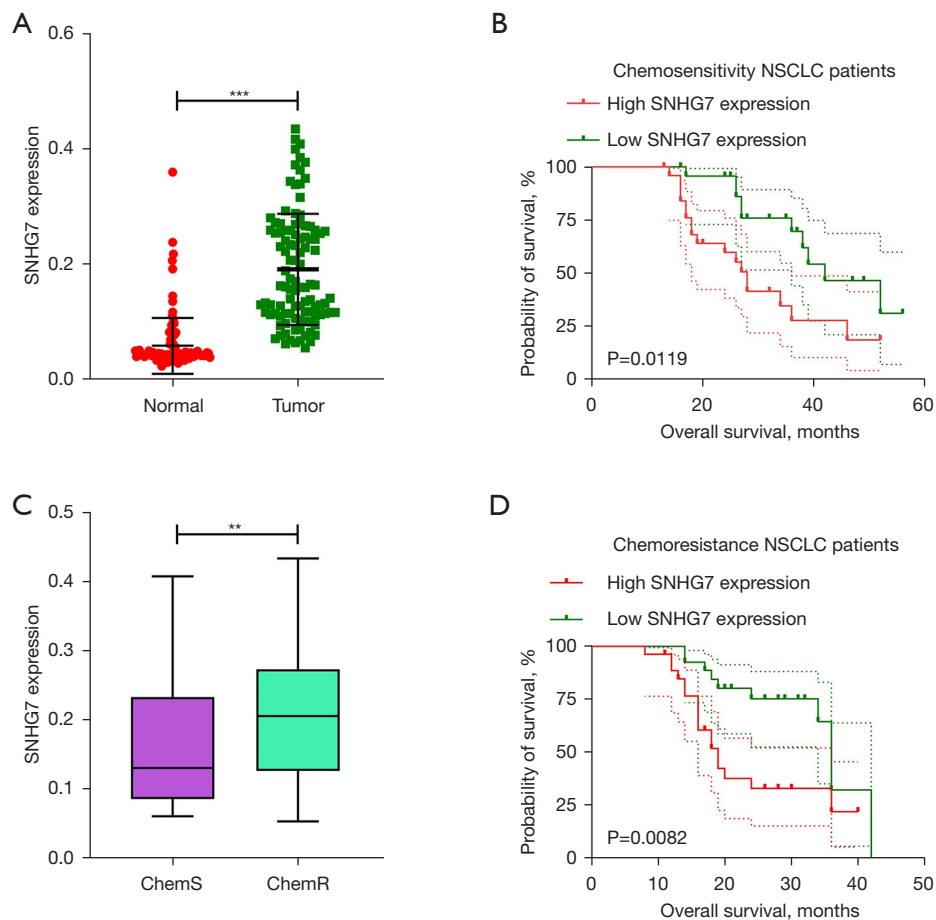 A
0.6
0.4
0.2
0.0
SNHG7 expression
***
Normal
Tumor
B
Chemosensitivity NSCLC patients
High SNHG7 expression
Low SNHG7 expression
100
75
50
25
0
Probability of survival, %
P=0.0119
0
20
40
60
Overall survival, months
C
0.5
0.4
0.3
0.2
0.1
0.0
SNHG7 expression
**
ChemS
ChemR
D
Chemoresistance NSCLC patients
High SNHG7 expression
Low SNHG7 expression
100
75
50
25
0
Probability of survival, %
P=0.0082
0
10
20
30
40
50
Overall survival, months